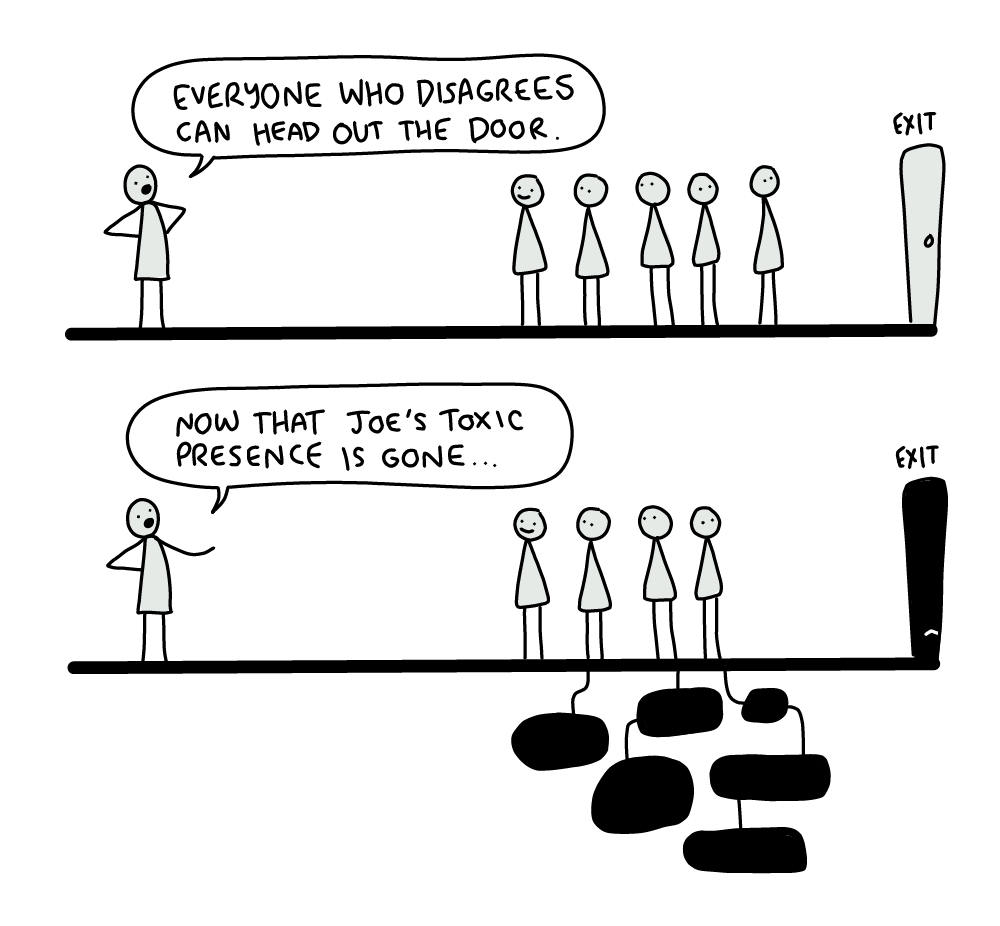 EVERYONE WHO DISAGREES
CAN HEAD OUT THE DOOR.
EXIT
NOW THAT JOE'S TOXIC
PRESENCE IS GONE...
EXIT